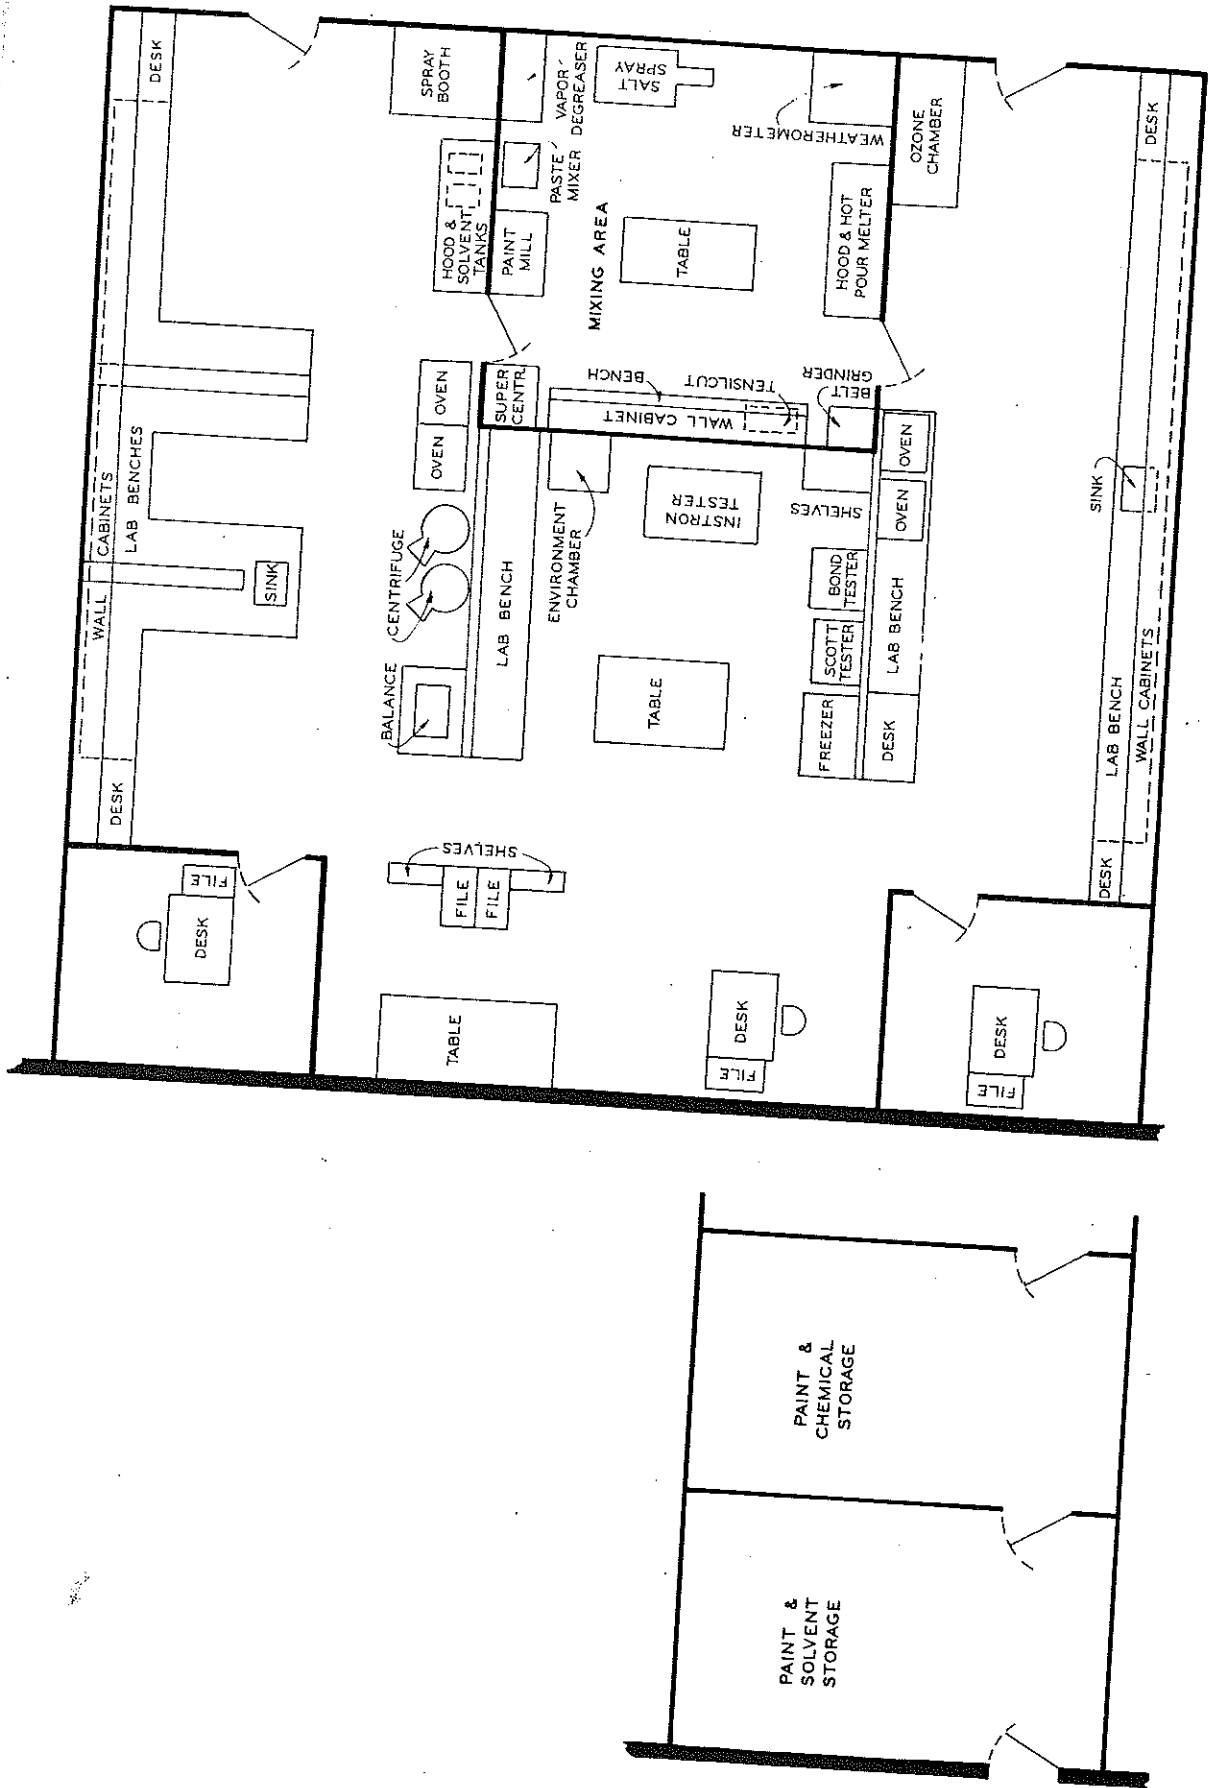 DESK
WALL CABINETS
LAB BENCHES
SINK
DESK
SPRAY
BOOTH
HOOD &
SOLVENT
TANKS
VAPOR
DEGREASER
PASTE
MIXER
PAINT
MILL
SALT
SPRAY
WEATHEROMETER
MIXING AREA
TABLE
HOOD & HOT
POUR MELTER
OZONE
CHAMBER
DESK
OVEN
OVEN
SUPER
CENTR.
BENCH
WALL CABINET
TENSILCUT
BELT
GRINDER
CENTRIFUGE
BALANCE
LAB BENCH
ENVIRONMENT
CHAMBER
INSTRON
TESTER
SHELVES
OVEN
OVEN
BOND
TESTER
SCOTT
TESTER
LAB BENCH
FREEZER
DESK
TABLE
SINK
LAB BENCH
WALL CABINETS
DESK
SHELVES
FILE
FILE
FILE
DESK
TABLE
DESK
FILE
DESK
FILE
PAINT &
CHEMICAL
STORAGE
PAINT &
SOLVENT
STORAGE